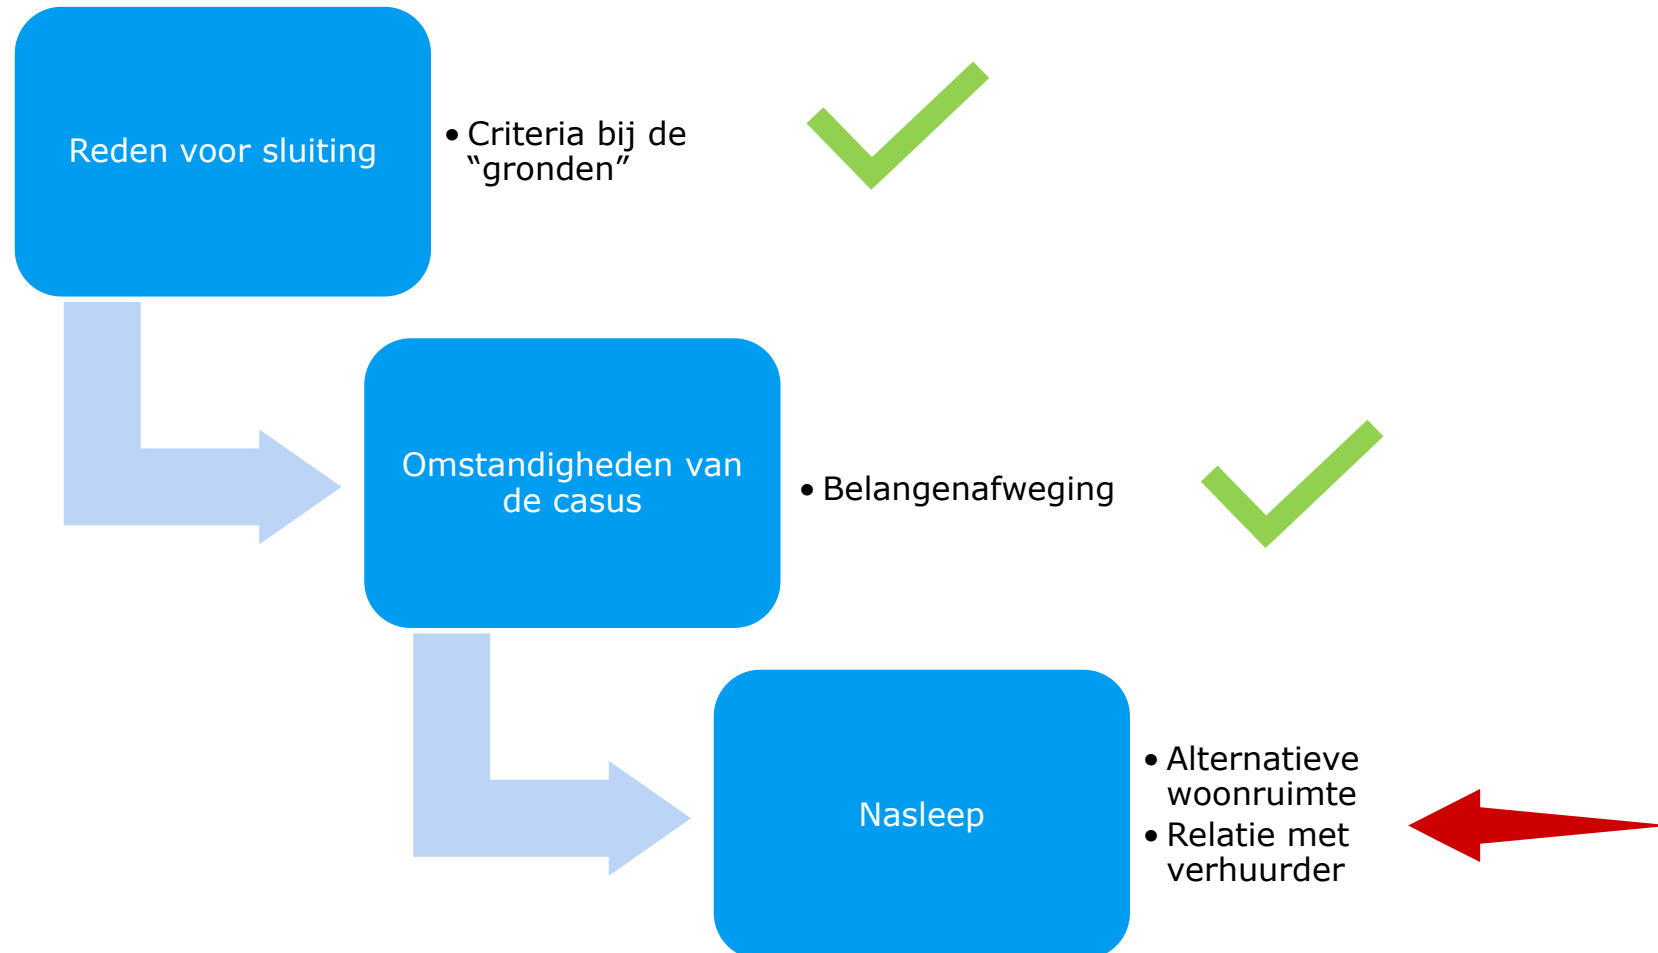 Reden voor sluiting
• Criteria bij de
“gronden”
Omstandigheden van
de casus
• Belangenafweging
Nasleep
• Alternatieve
woonruimte
• Relatie met
verhuurder